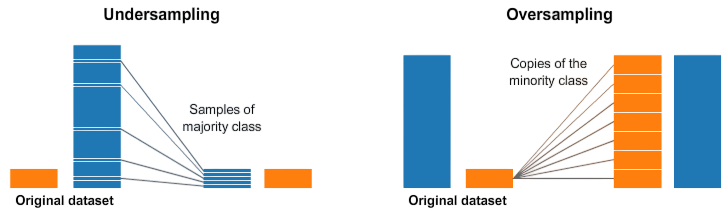 Undersampling
Samples of
majority class
Original dataset
Oversampling
Copies of the
minority class
Original dataset